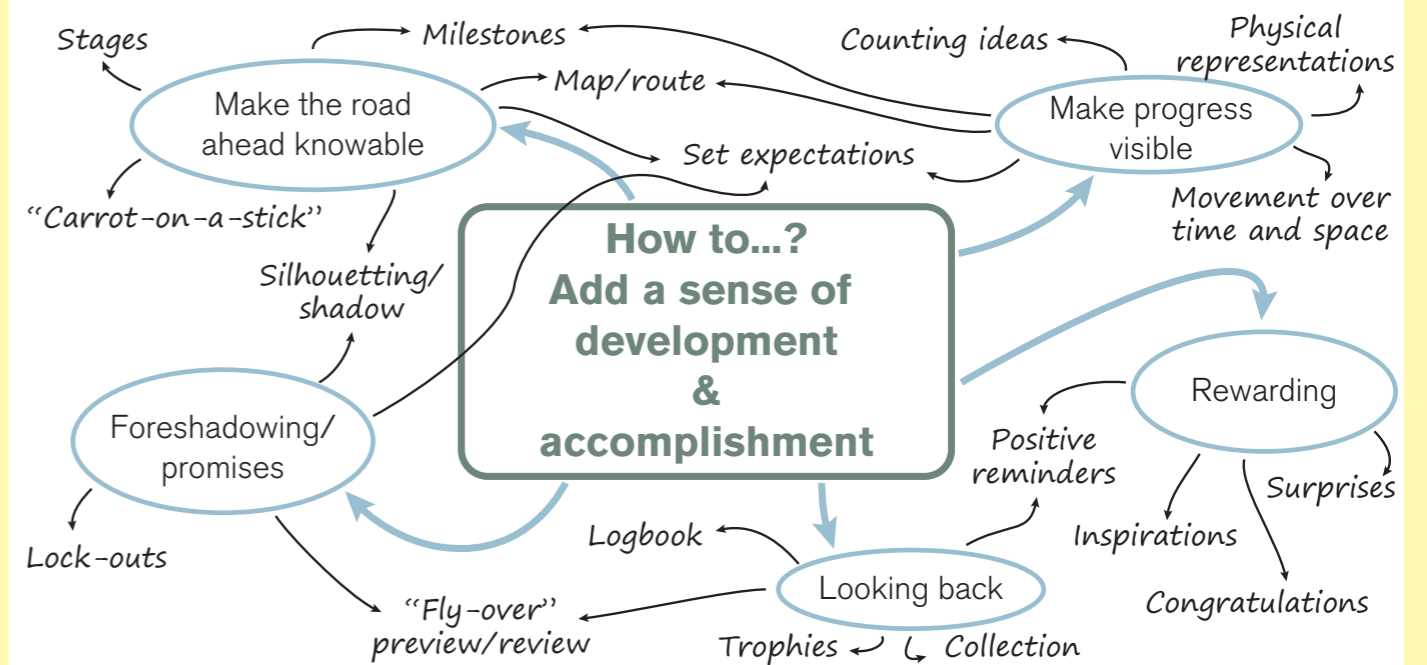 Stages
Milestones
Counting ideas
Physical
representations
Map/route
Make the road
ahead knowable
Make progress
visible
Set expectations
"Carrot-on-a-stick"
Movement over
time and space
Silhouetting/
shadow
How to...?
Add a sense of
development
&
accomplishment
Rewarding
Foreshadowing/
promises
Positive
reminders
Surprises
Inspirations
Logbook
Lock-outs
Looking back
Congratulations
"Fly-over"
preview/review
Trophies
Collection